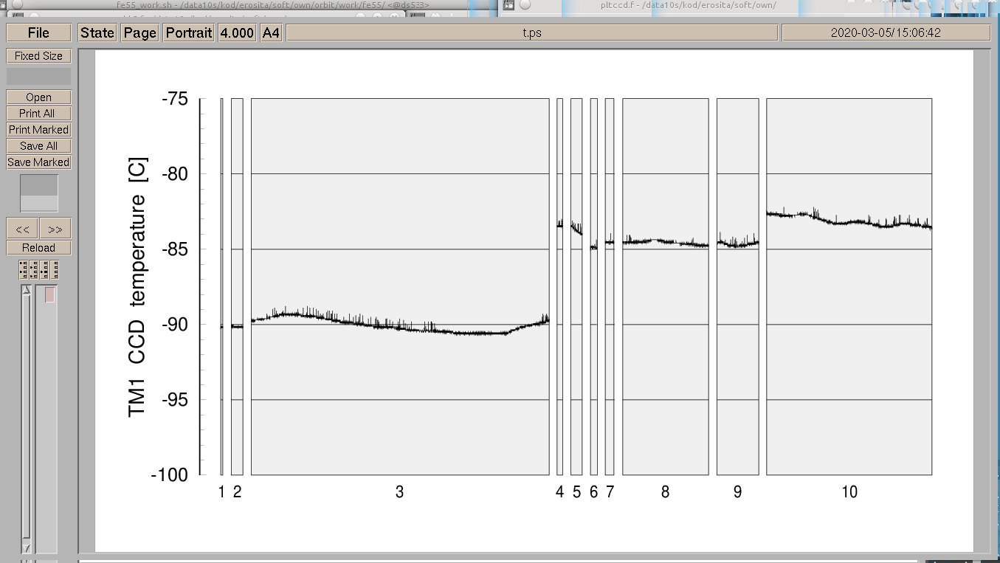 fe55_work.sh - /data10s/kod/erosita/soft/own/orbit/work/fe55/ <@ds533>
pltccd.f - /data10s/kod/erosita/soft/own/
File
State Page Portrait 4.000 A4 t.ps 2020-03-05/15:06:42
Fixed Size
Open
Print All
Print Marked
Save All
Save Marked
<< >>
Reload
TM1 CCD temperature [C]
-75
-80
-85
-90
-95
-100
1 2 3 4 5 6 7 8 9 10